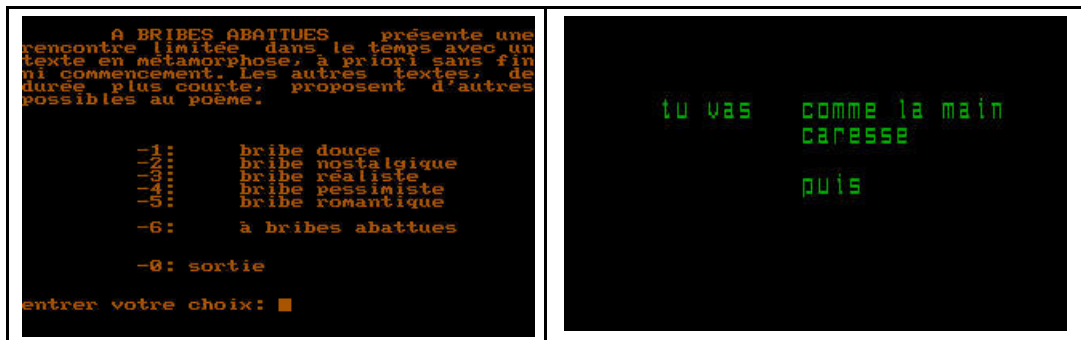 A BRIBES ABATTUES présente une
rencontre limitée dans le temps avec un
texte en métamorphose, à priori sans fin
ni commencement. Les autres textes, de
durée plus courte, proposent d'autres
possibles au poème.
-1: bribe douce
-2: bribe nostalgique
-3: bribe réaliste
-4: bribe pessimiste
-5: bribe romantique
-6: à bribes abattues
-0: sortie
entrer votre choix:
tu vas comme la main
caresse
puis